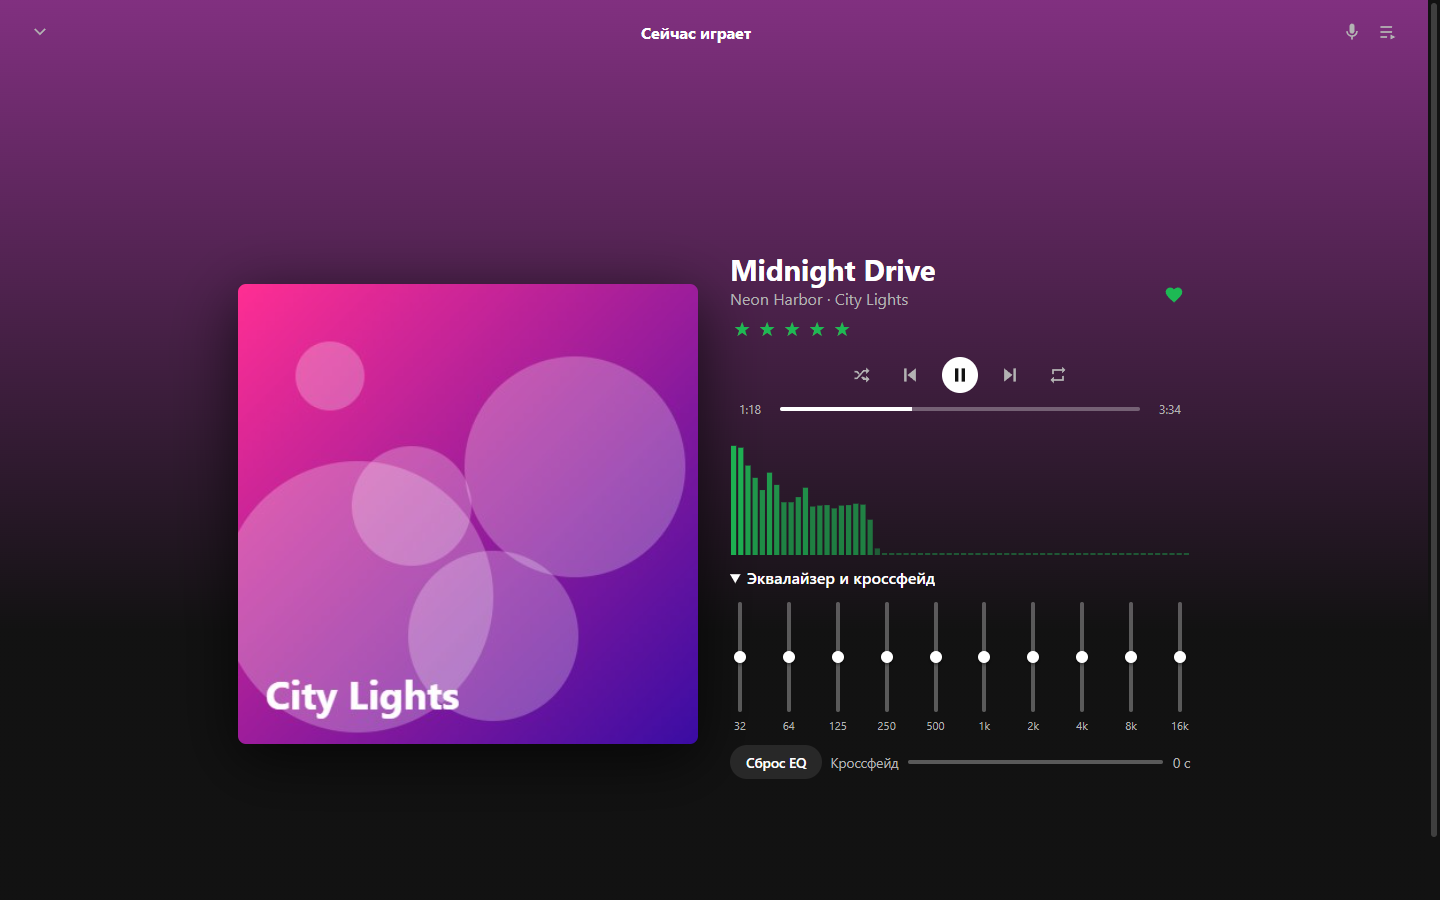 Сейчас играет
City Lights
Midnight Drive
Neon Harbor · City Lights
1:18 3:34
Эквалайзер и кроссфейд
32 64 125 250 500 1k 2k 4k 8k 16k
Сброс EQ Кроссфейд 0 с